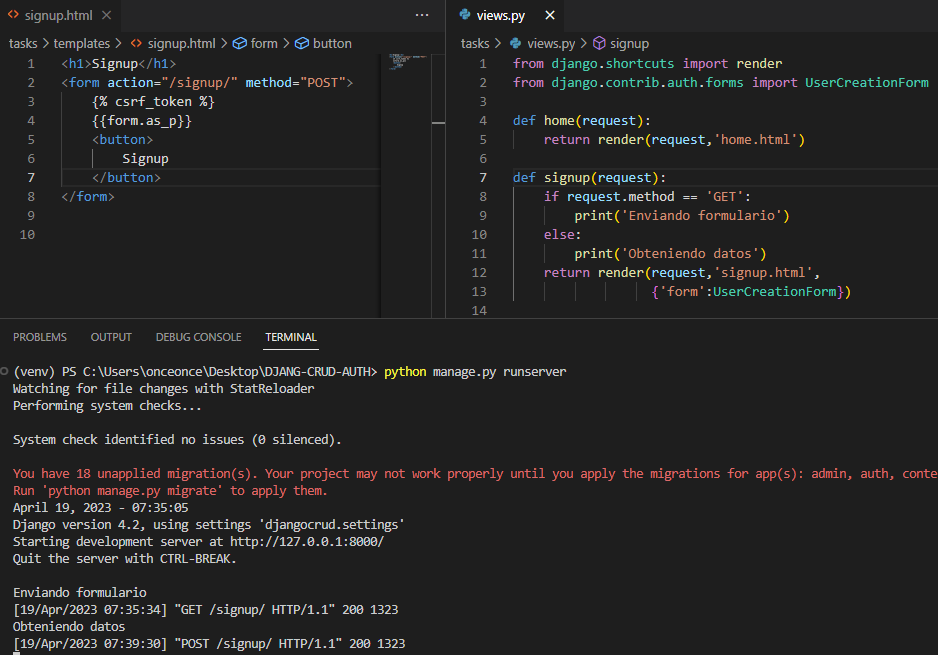 signup.html
tasks > templates > signup.html > form > button
1 <h1>Signup</h1>
2 <form action="/signup/" method="POST">
3 {% csrf_token %}
4 {{form.as_p}}
5 <button>
6 Signup
7 </button>
8 </form>
9
10
views.py
tasks > views.py > signup
1 from django.shortcuts import render
2 from django.contrib.auth.forms import UserCreationForm
3
4 def home(request):
5 return render(request,'home.html')
6
7 def signup(request):
8 if request.method == 'GET':
9 print('Enviando formulario')
10 else:
11 print('Obteniendo datos')
12 return render(request,'signup.html',
13 {'form':UserCreationForm})
14
PROBLEMS OUTPUT DEBUG CONSOLE TERMINAL
(venv) PS C:\Users\onceonce\Desktop\DJANG-CRUD-AUTH> python manage.py runserver
Watching for file changes with StatReloader
Performing system checks...
System check identified no issues (0 silenced).
You have 18 unapplied migration(s). Your project may not work properly until you apply the migrations for app(s): admin, auth, conte
Run 'python manage.py migrate' to apply them.
April 19, 2023 - 07:35:05
Django version 4.2, using settings 'djangocrud.settings'
Starting development server at http://127.0.0.1:8000/
Quit the server with CTRL-BREAK.
Enviando formulario
[19/Apr/2023 07:35:34] "GET /signup/ HTTP/1.1" 200 1323
Obteniendo datos
[19/Apr/2023 07:39:30] "POST /signup/ HTTP/1.1" 200 1323